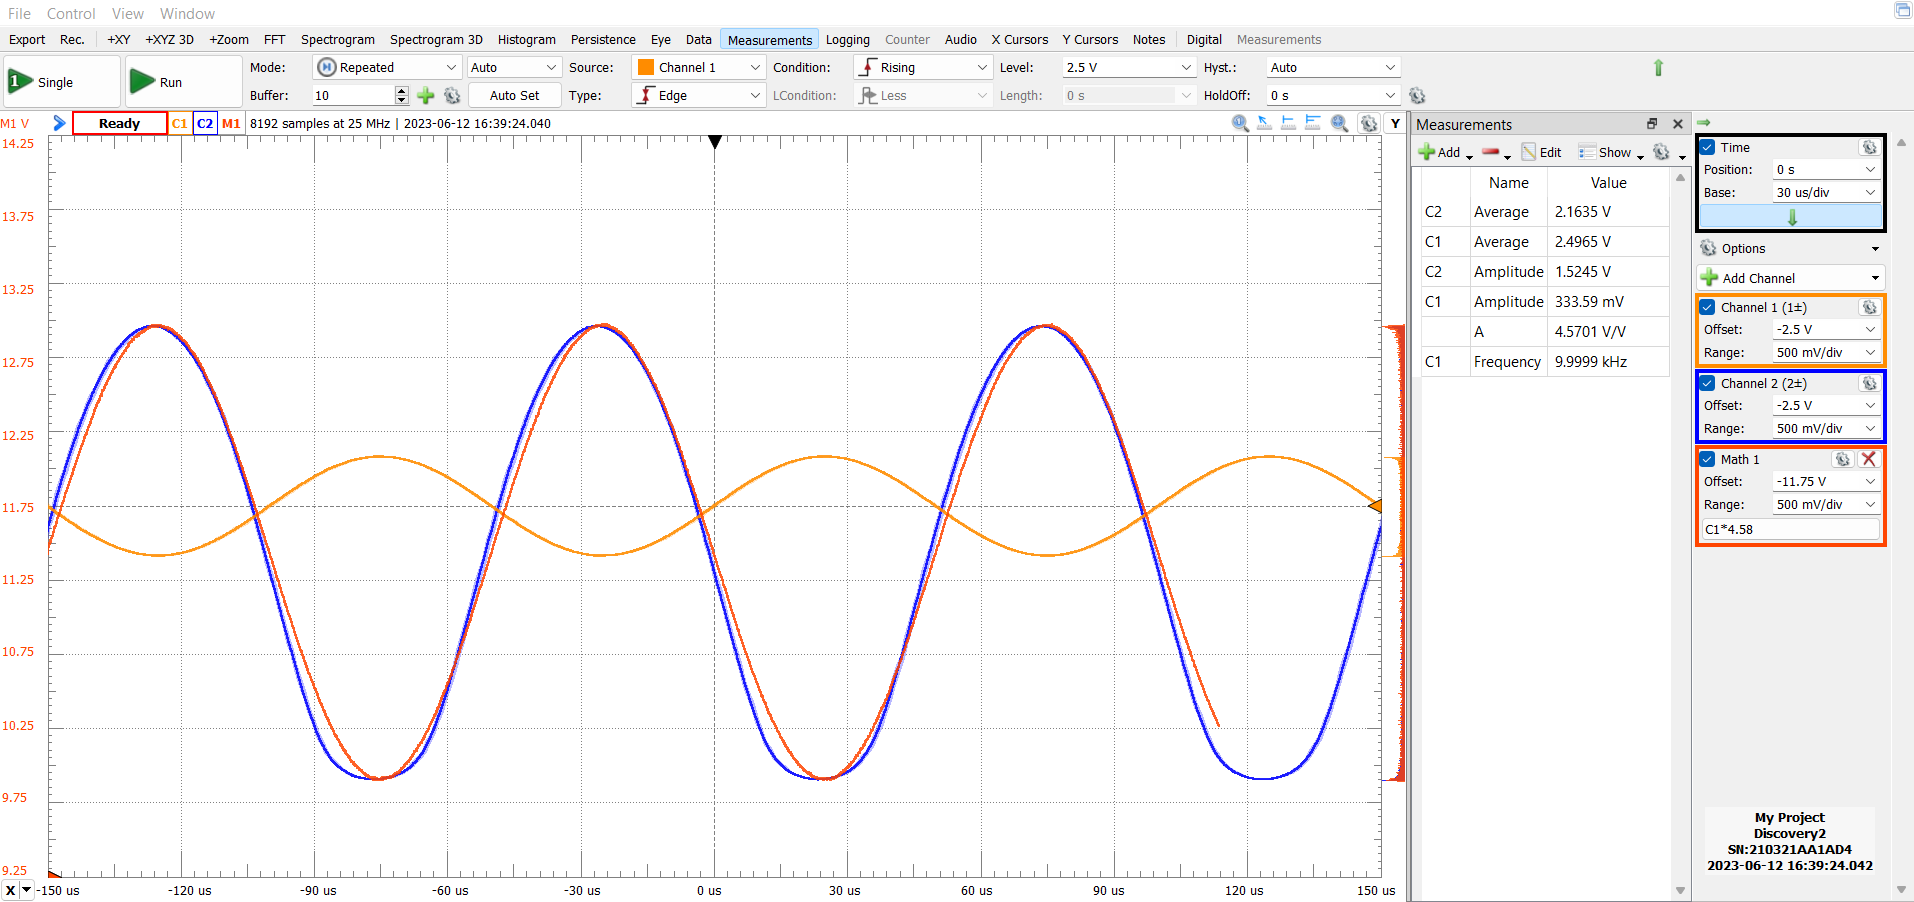 File Control View Window
Export Rec. +XY +XYZ 3D +Zoom FFT Spectrogram Spectrogram 3D Histogram Persistence Eye Data Measurements Logging Counter Audio X Cursors Y Cursors Notes Digital Measurements
1 Single Run Mode: Repeated Auto Source: Channel 1 Condition: Rising Level: 2.5 V Hyst.: Auto
Buffer: 10 Auto Set Type: Edge LCondition: Less Length: 0 s HoldOff: 0 s
M1 V Ready C1 C2 M1 8192 samples at 25 MHz | 2023-06-12 16:39:24.040 Y
14.25
13.75
13.25
12.75
12.25
11.75
11.25
10.75
10.25
9.75
9.25
X -150 us -120 us -90 us -60 us -30 us 0 us 30 us 60 us 90 us 120 us 150 us
Measurements
Add Edit Show
Name Value
C2 Average 2.1635 V
C1 Average 2.4965 V
C2 Amplitude 1.5245 V
C1 Amplitude 333.59 mV
A 4.5701 V/V
C1 Frequency 9.9999 kHz
Time
Position: 0 s
Base: 30 us/div
Options
Add Channel
Channel 1 (1±)
Offset: -2.5 V
Range: 500 mV/div
Channel 2 (2±)
Offset: -2.5 V
Range: 500 mV/div
Math 1
Offset: -11.75 V
Range: 500 mV/div
C1*4.58
My Project
Discovery2
SN:210321AA1AD4
2023-06-12 16:39:24.042